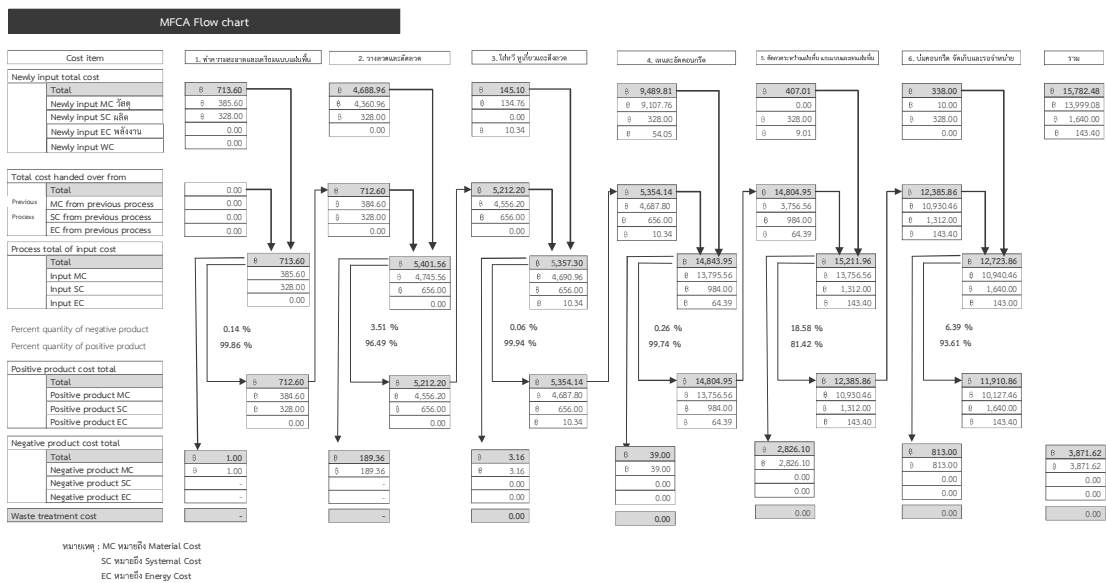 MFCA Flow chart
Cost item 1. ทำความสะอาดและเตรียมแบบแผ่นพื้น 2. วางลวดและดึงลวด 3. ใส่หวี หูเกี่ยวและดึงลวด 4. เทและอัดคอนกรีต 6. บ่มคอนกรีต จัดเก็บและรอจำหน่าย รวม
Newly input total cost
Total ฿ 713.60 ฿ 4,688.96 ฿ 145.10 ฿ 9,489.81 ฿ 407.01 ฿ 338.00 ฿ 15,782.48
Newly input MC วัสดุ ฿ 385.60 ฿ 4,360.96 ฿ 134.76 ฿ 9,107.76 0.00 ฿ 10.00 ฿ 13,999.08
Newly input SC ผลิต ฿ 328.00 ฿ 328.00 0.00 ฿ 328.00 ฿ 328.00 ฿ 328.00 ฿ 1,640.00
Newly input EC พลังงาน 0.00 0.00 ฿ 10.34 ฿ 54.05 ฿ 9.01 0.00 ฿ 143.40
Newly input WC 0.00
Total cost handed over from
Total 0.00 ฿ 712.60 ฿ 5,212.20 ฿ 5,354.14 ฿ 14,804.95 ฿ 12,385.86
Previous MC from previous process 0.00 ฿ 384.60 ฿ 4,556.20 ฿ 4,687.80 ฿ 3,756.56 ฿ 10,930.46
Process SC from previous process 0.00 ฿ 328.00 ฿ 656.00 ฿ 656.00 ฿ 984.00 ฿ 1,312.00
EC from previous process 0.00 0.00 0.00 ฿ 10.34 ฿ 64.39 ฿ 143.40
Process total of input cost
Total ฿ 713.60 ฿ 5,401.56 ฿ 5,357.30 ฿ 14,843.95 ฿ 15,211.96 ฿ 12,723.86
Input MC 385.60 ฿ 4,745.56 ฿ 4,690.96 ฿ 13,795.56 ฿ 13,756.56 ฿ 10,940.46
Input SC 328.00 ฿ 656.00 ฿ 656.00 ฿ 984.00 ฿ 1,312.00 ฿ 1,640.00
Input EC 0.00 0.00 ฿ 10.34 ฿ 64.39 ฿ 143.40 ฿ 143.00
Percent quanlity of negative product 0.14 % 3.51 % 0.06 % 0.26 % 18.58 % 6.39 %
Percent quanlity of positive product 99.86 % 96.49 % 99.94 % 99.74 % 81.42 % 93.61 %
Positive product cost total
Total ฿ 712.60 ฿ 5,212.20 ฿ 5,354.14 ฿ 14,804.95 ฿ 12,385.86 ฿ 11,910.86
Positive product MC ฿ 384.60 ฿ 4,556.20 ฿ 4,687.80 ฿ 13,756.56 ฿ 10,930.46 ฿ 10,127.46
Positive product SC ฿ 328.00 ฿ 656.00 ฿ 656.00 ฿ 984.00 ฿ 1,312.00 ฿ 1,640.00
Positive product EC 0.00 0.00 ฿ 10.34 ฿ 64.39 ฿ 143.40 ฿ 143.40
Negative product cost total
Total ฿ 1.00 ฿ 189.36 ฿ 3.16 ฿ 39.00 ฿ 2,826.10 ฿ 813.00 ฿ 3,871.62
Negative product MC ฿ 1.00 ฿ 189.36 ฿ 3.16 ฿ 39.00 ฿ 2,826.10 ฿ 813.00 ฿ 3,871.62
Negative product SC - - 0.00 0.00 0.00 0.00 0.00
Negative product EC - - 0.00 0.00 0.00 0.00 0.00
Waste treatment cost - - 0.00 0.00 0.00 0.00 0.00
หมายเหตุ : MC หมายถึง Material Cost
SC หมายถึง Systemal Cost
EC หมายถึง Energy Cost